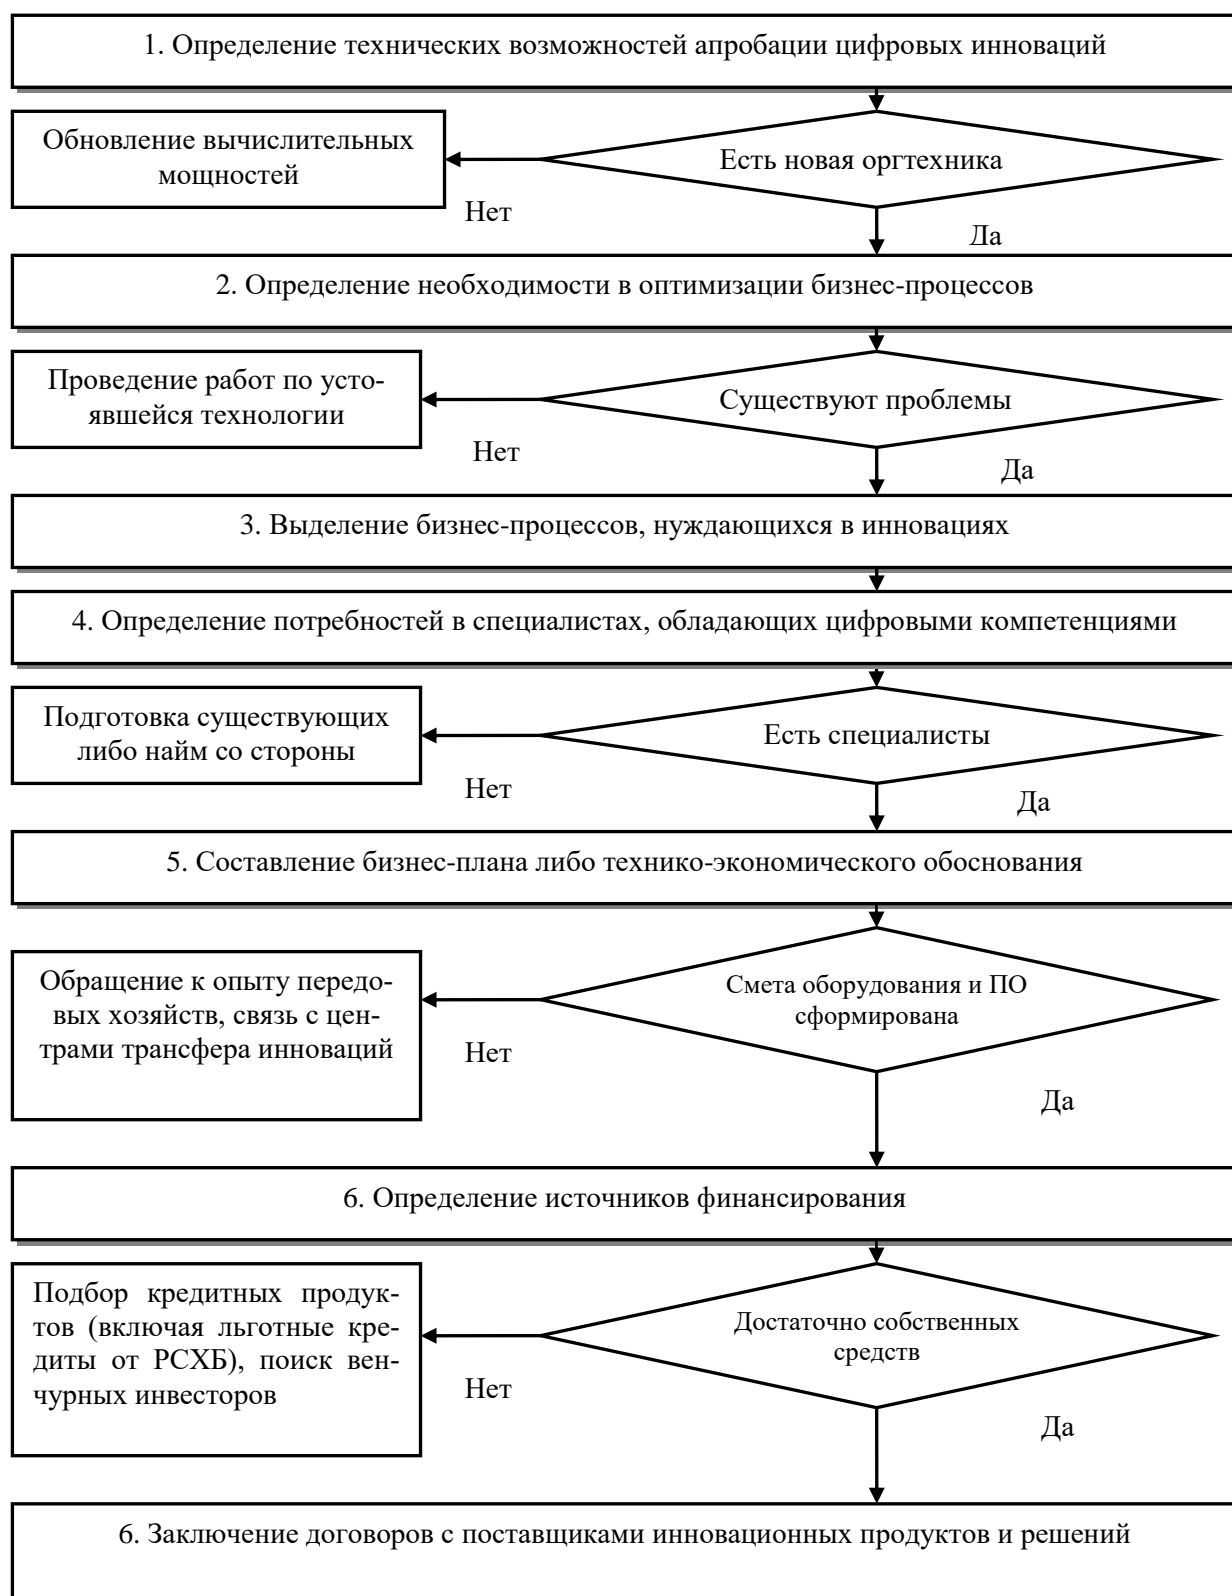 1. Определение технических возможностей апробации цифровых инноваций
Обновление вычислительных
мощностей
Есть новая оргтехника
Нет
Да
2. Определение необходимости в оптимизации бизнес-процессов
Проведение работ по усто-
явшейся технологии
Существуют проблемы
Нет
Да
3. Выделение бизнес-процессов, нуждающихся в инновациях
4. Определение потребностей в специалистах, обладающих цифровыми компетенциями
Подготовка существующих
либо найм со стороны
Есть специалисты
Нет
Да
5. Составление бизнес-плана либо технико-экономического обоснования
Обращение к опыту передо-
вых хозяйств, связь с цен-
трами трансфера инноваций
Смета оборудования и ПО
сформирована
Нет
Да
6. Определение источников финансирования
Подбор кредитных продук-
тов (включая льготные кре-
диты от РСХБ), поиск вен-
чурных инвесторов
Достаточно собственных
средств
Нет
Да
6. Заключение договоров с поставщиками инновационных продуктов и решений